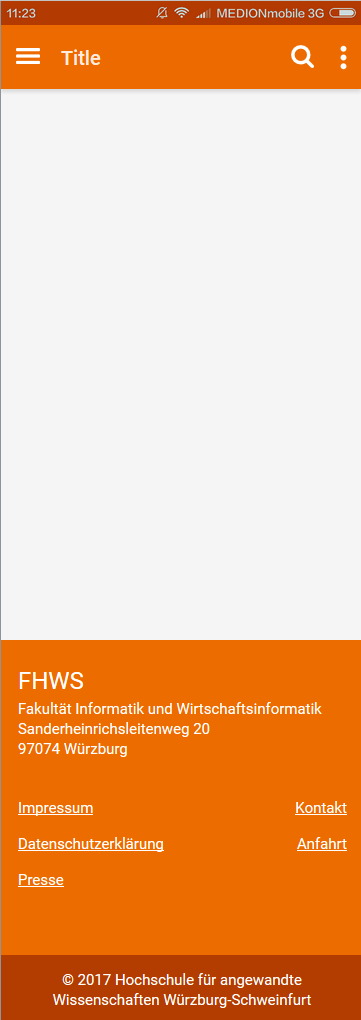 11:23 MEDIONmobile 3G
Title
FHWS
Fakultät Informatik und Wirtschaftsinformatik
Sanderheinrichsleitenweg 20
97074 Würzburg
Impressum Kontakt
Datenschutzerklärung Anfahrt
Presse
© 2017 Hochschule für angewandte
Wissenschaften Würzburg-Schweinfurt